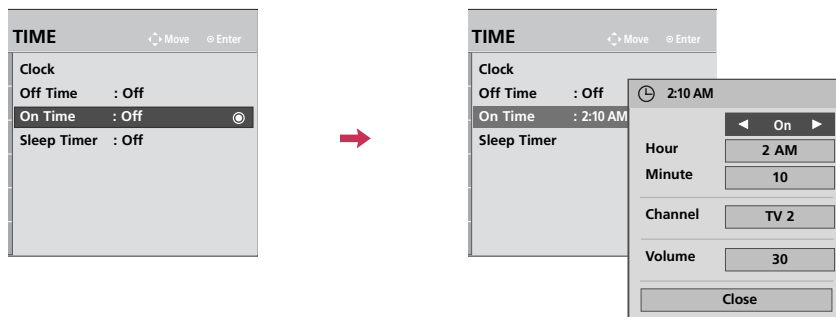 TIME Move Enter
Clock
Off Time : Off
On Time : Off
Sleep Timer : Off
TIME Move Enter
Clock
Off Time : Off
On Time : 2:10 AM
Sleep Timer
2:10 AM
◀ On ▶
Hour 2 AM
Minute 10
Channel TV 2
Volume 30
Close